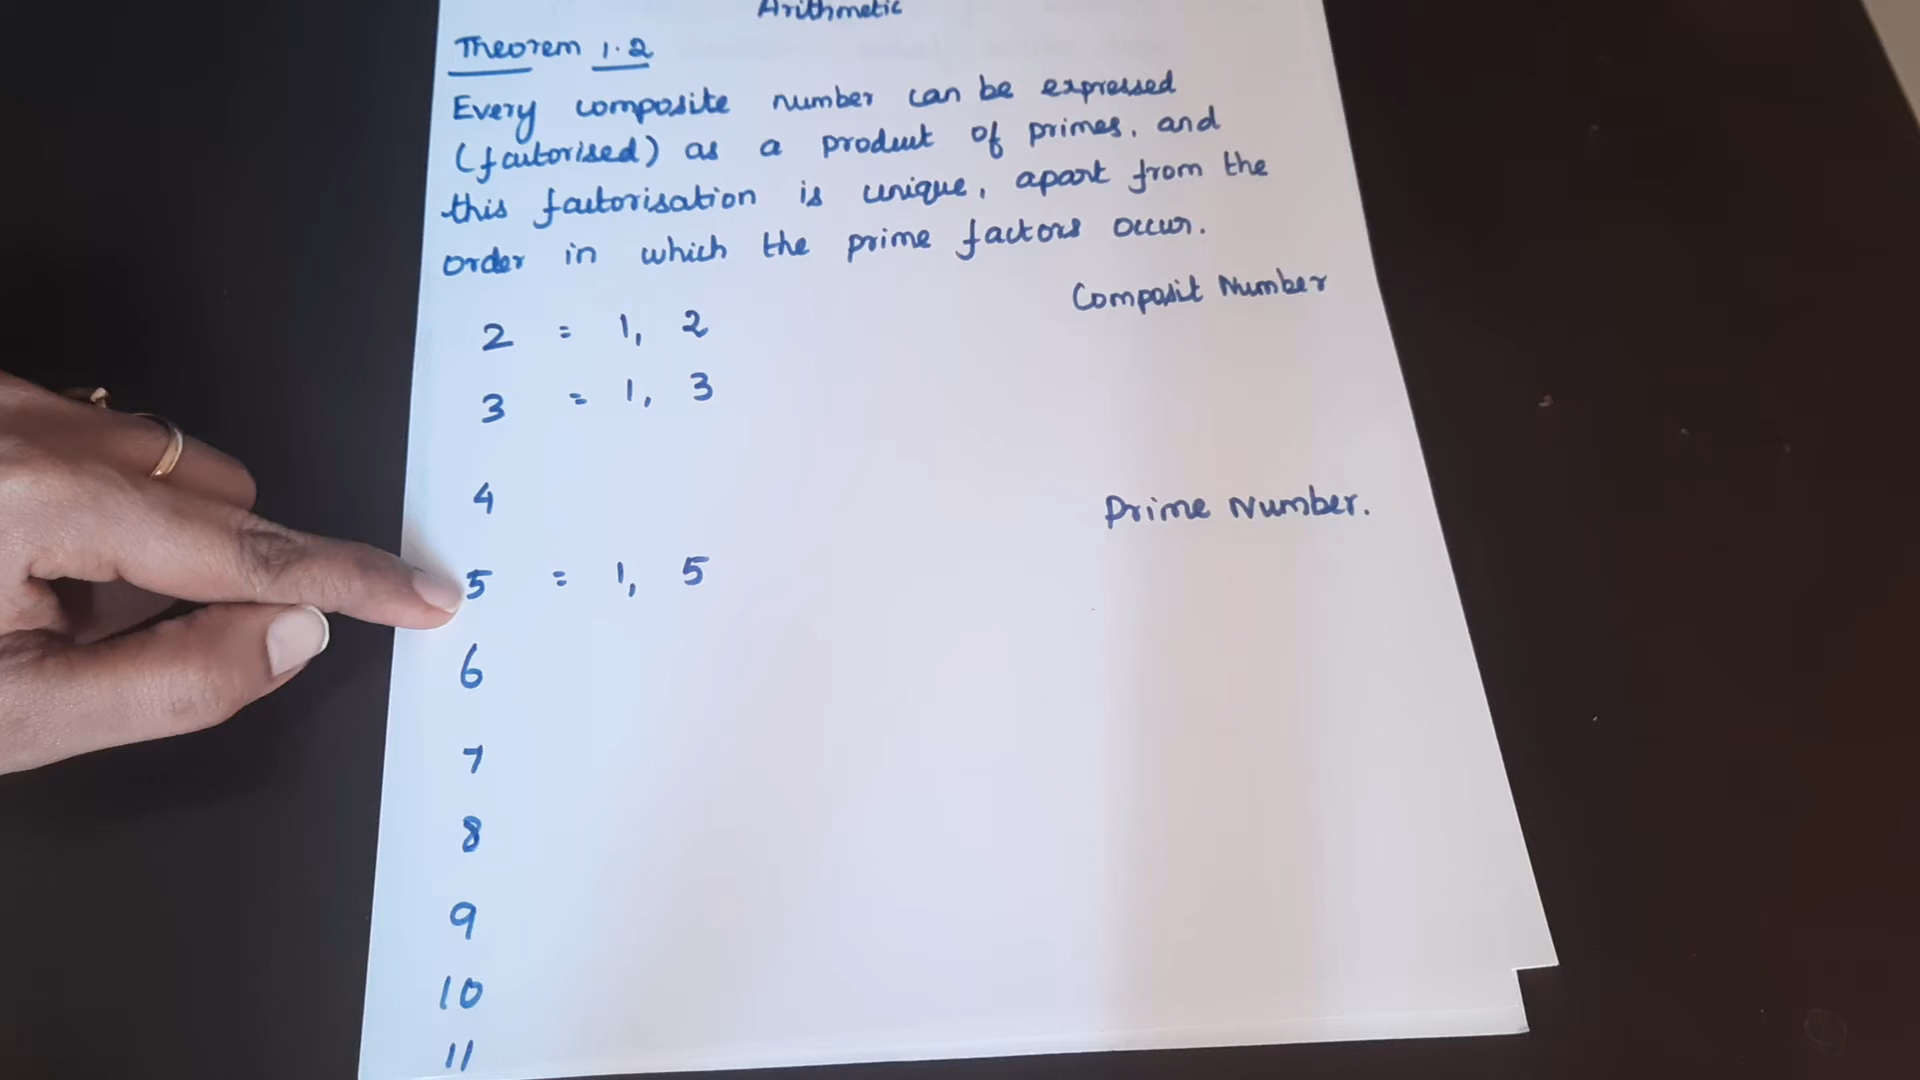 Arithmetic
Theorem 1.2
Every composite number can be expressed
(factorised) as a product of primes, and
this factorisation is unique, apart from the
order in which the prime factors occur.
Composit Number
2 = 1, 2
3 = 1, 3
4
Prime Number.
5 = 1, 5
6
7
8
9
10
11